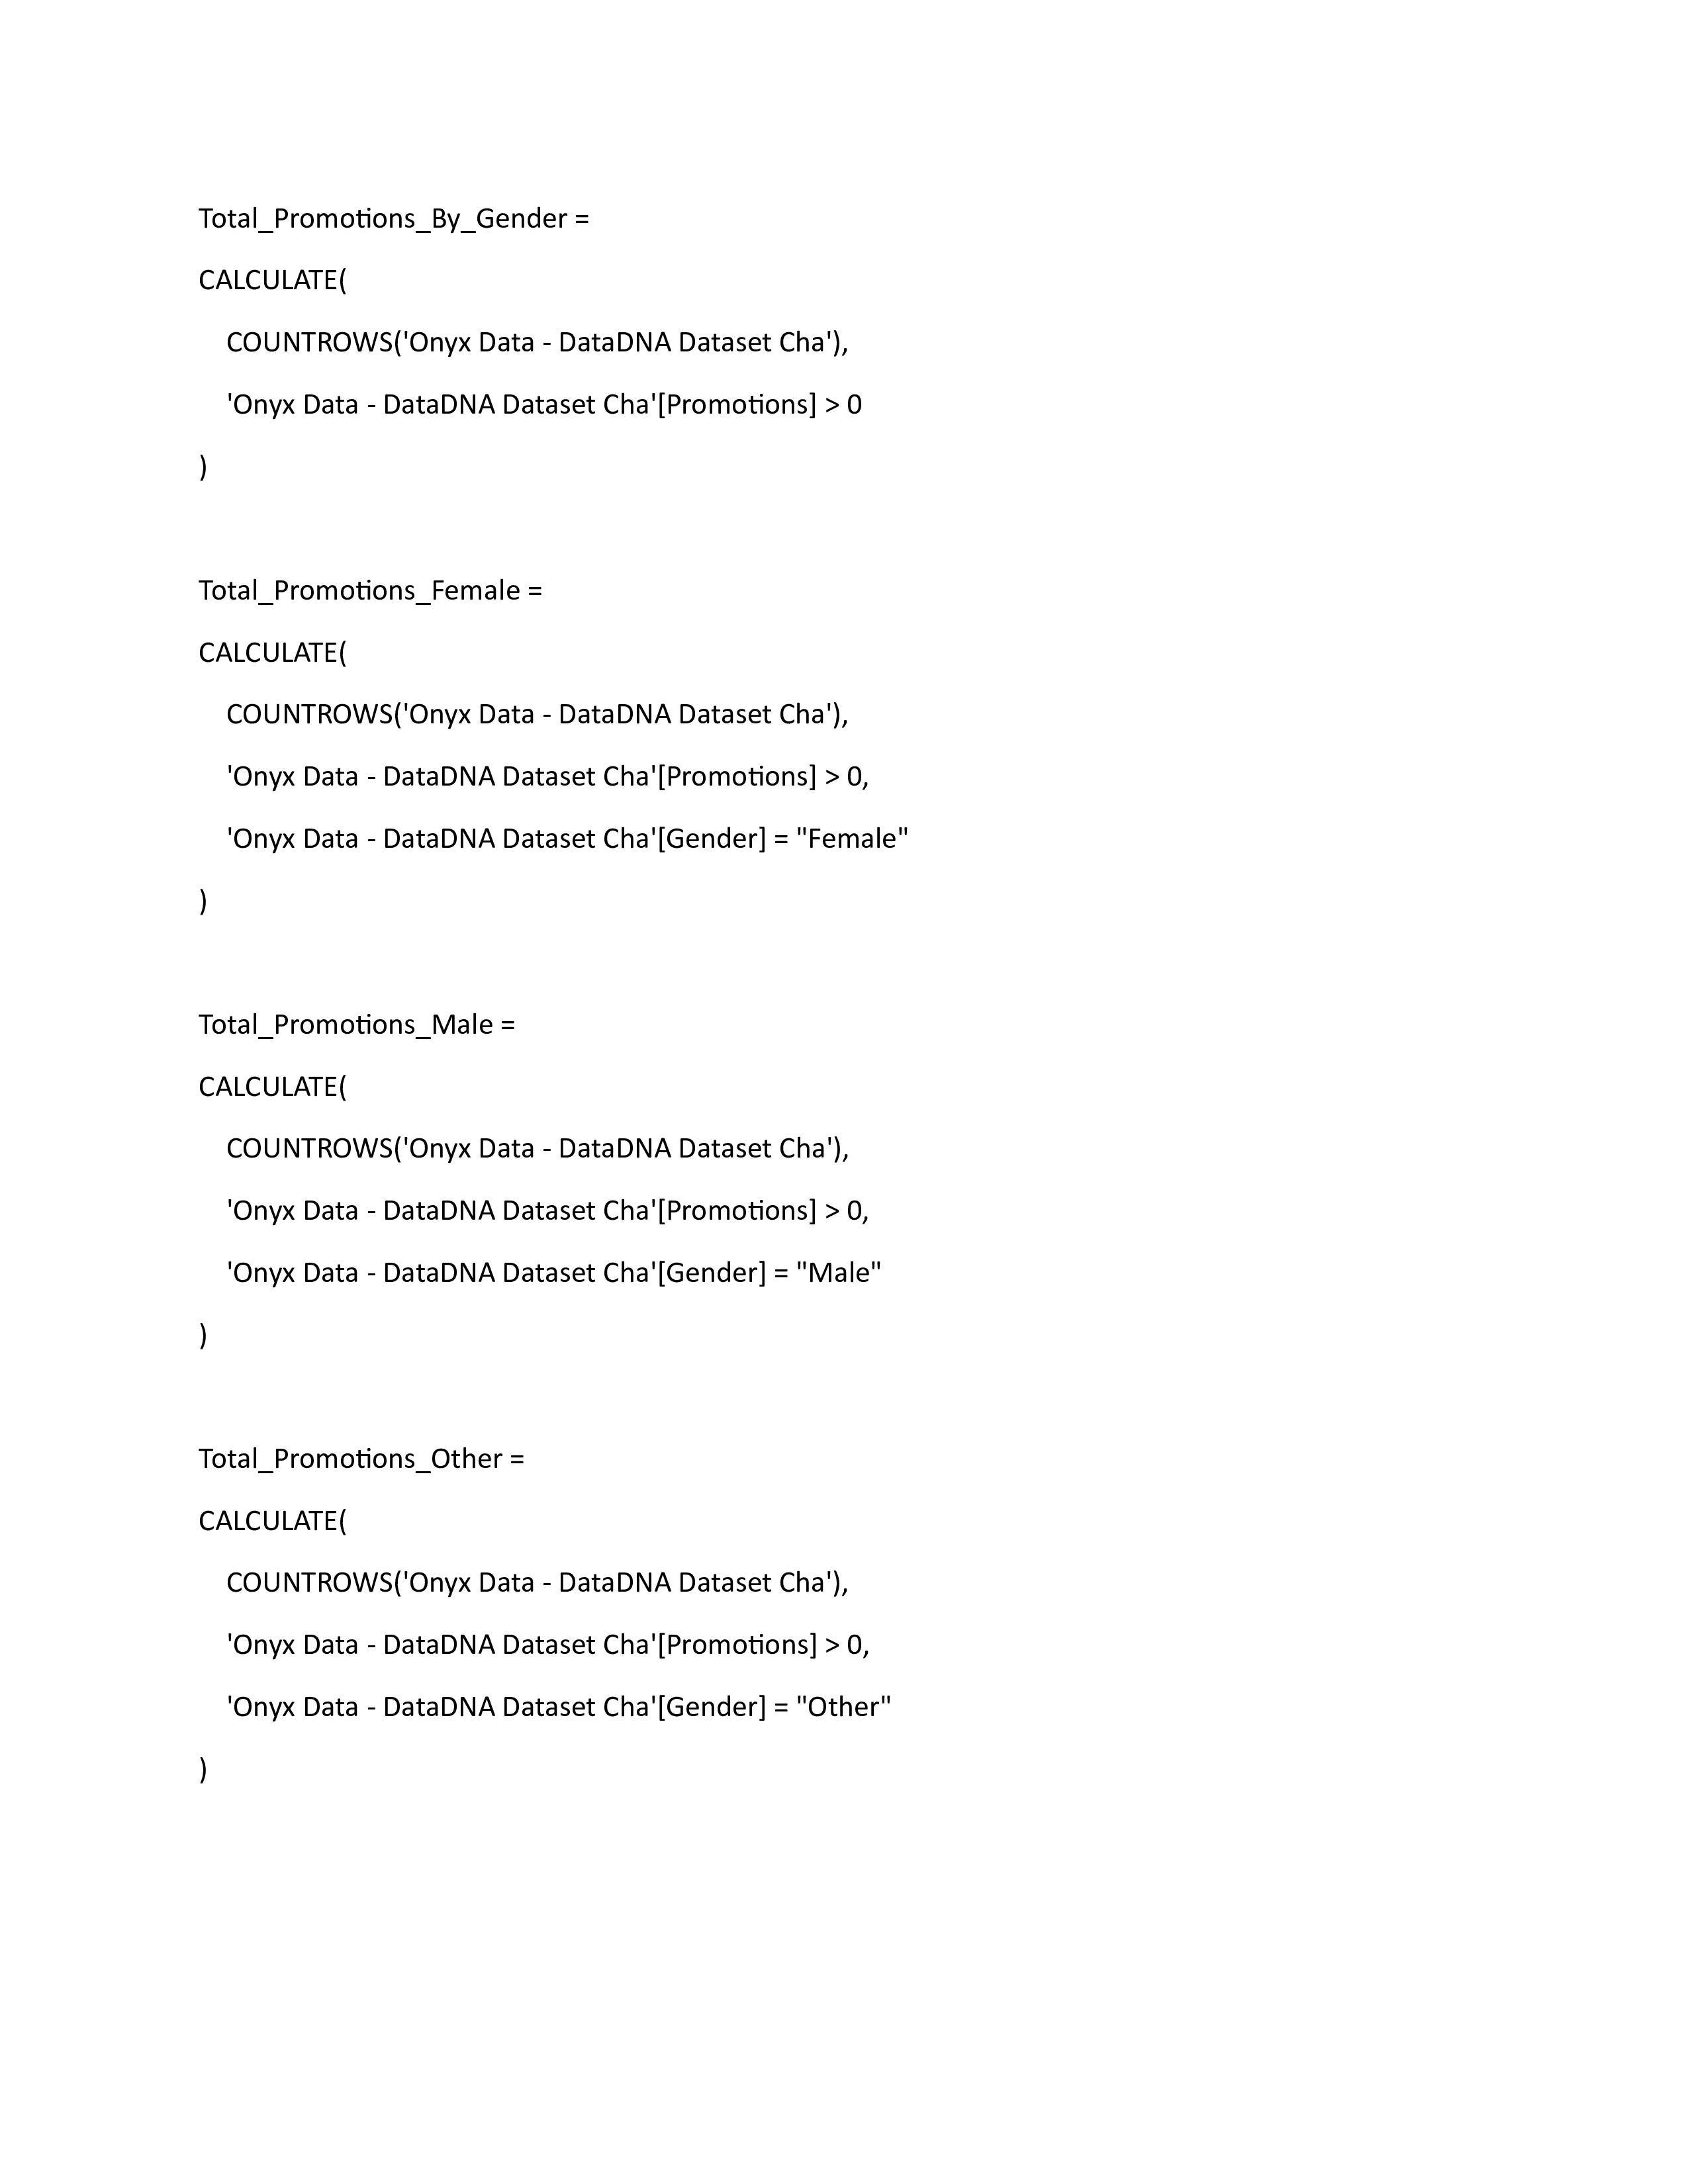 Total_Promotions_By_Gender =
CALCULATE(
COUNTROWS('Onyx Data - DataDNA Dataset Cha'),
'Onyx Data - DataDNA Dataset Cha'[Promotions] > 0
)
Total_Promotions_Female =
CALCULATE(
COUNTROWS('Onyx Data - DataDNA Dataset Cha'),
'Onyx Data - DataDNA Dataset Cha'[Promotions] > 0,
'Onyx Data - DataDNA Dataset Cha'[Gender] = "Female"
)
Total_Promotions_Male =
CALCULATE(
COUNTROWS('Onyx Data - DataDNA Dataset Cha'),
'Onyx Data - DataDNA Dataset Cha'[Promotions] > 0,
'Onyx Data - DataDNA Dataset Cha'[Gender] = "Male"
)
Total_Promotions_Other =
CALCULATE(
COUNTROWS('Onyx Data - DataDNA Dataset Cha'),
'Onyx Data - DataDNA Dataset Cha'[Promotions] > 0,
'Onyx Data - DataDNA Dataset Cha'[Gender] = "Other"
)